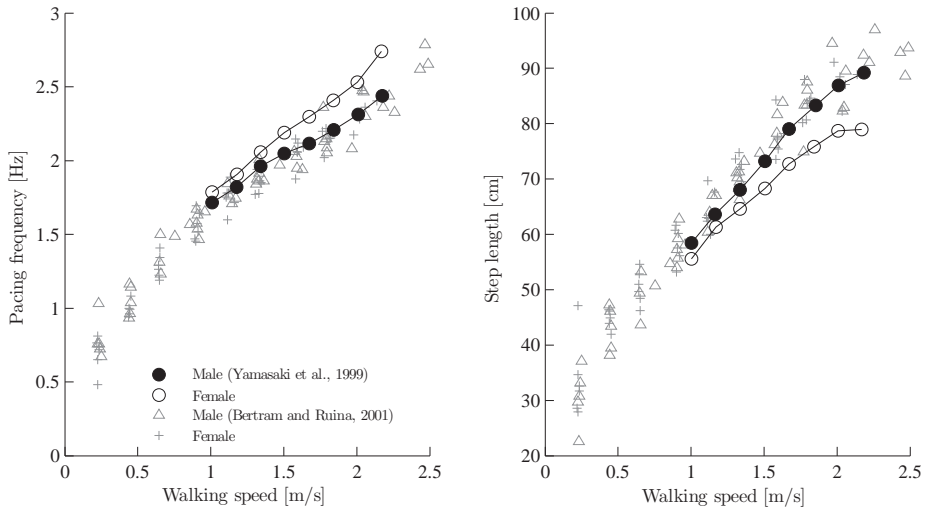 3
2.5
2
1.5
1
0.5
0
Pacing frequency [Hz]
Male (Yamasaki et al., 1999)
Female
Male (Bertram and Ruina, 2001)
Female
0 0.5 1 1.5 2 2.5
Walking speed [m/s]
100
90
80
70
60
50
40
30
20
Step length [cm]
0 0.5 1 1.5 2 2.5
Walking speed [m/s]